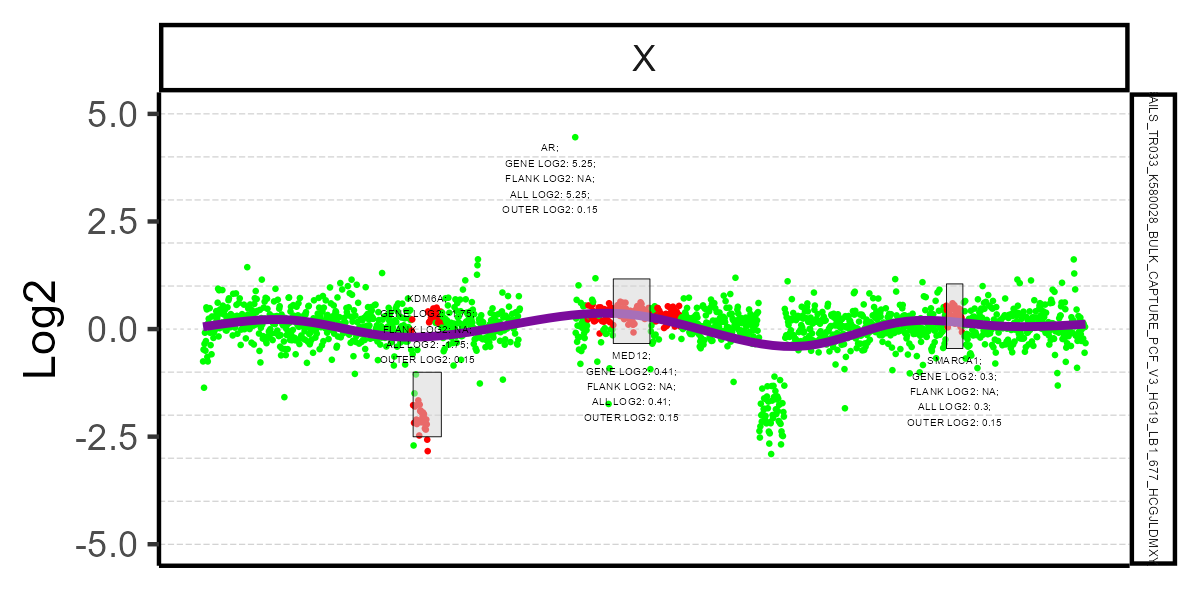 X
5.0
2.5
0.0
-2.5
-5.0
Log2
AR;
GENE LOG2: 5.25;
FLANK LOG2: NA;
ALL LOG2: 5.25;
OUTER LOG2: 0.15
KDM6A;
GENE LOG2: -1.75;
FLANK LOG2: NA;
ALL LOG2: -1.75;
OUTER LOG2: 0.15
MED12;
GENE LOG2: 0.41;
FLANK LOG2: NA;
ALL LOG2: 0.41;
OUTER LOG2: 0.15
SMARCA1;
GENE LOG2: 0.3;
FLANK LOG2: NA;
ALL LOG2: 0.3;
OUTER LOG2: 0.15
AILS_TR033_K580028_BULK_CAPTURE_PCF_V3_HG19_LB1_677_HCGJLDMXY